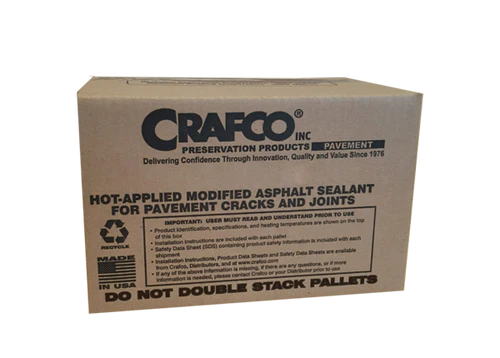 CRAFCO® INC
PAVEMENT
PRESERVATION PRODUCTS
Delivering Confidence Through Innovation, Quality and Value Since 1976
HOT-APPLIED MODIFIED ASPHALT SEALANT
FOR PAVEMENT CRACKS AND JOINTS
IMPORTANT: USER MUST READ AND UNDERSTAND PRIOR TO USE
• Product identification, specifications, and heating temperatures are shown on the top
of this box
• Installation Instructions are included with each pallet
• Safety Data Sheet (SDS) containing product safety information is included with each
shipment
• Installation Instructions, Product Data Sheets and Safety Data Sheets are available
from Crafco, Distributors, and at www.crafco.com
• If any of the above information is missing, if there are any questions, or if more
information is needed, please contact Crafco or your Distributor prior to use
RECYCLE
MADE
IN USA
DO NOT DOUBLE STACK PALLETS